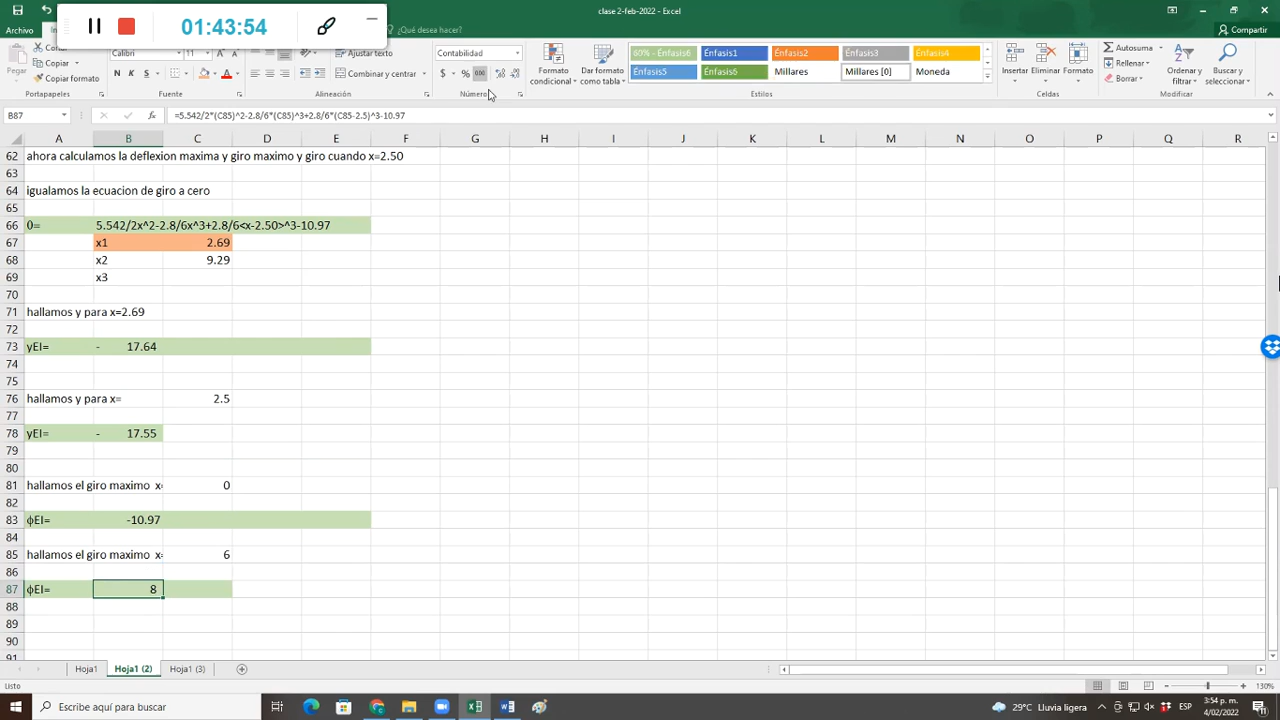 clase 2-feb-2022 - Excel
01:43:54
Archivo
¿Qué desea hacer?
Compartir
Pegar
Copiar formato
Portapapeles
Calibri
11
N K S
Fuente
Ajustar texto
Combinar y centrar
Alineación
Contabilidad
$ % 000
Número
Formato condicional
Dar formato como tabla
60% - Énfasis6 Énfasis1 Énfasis2 Énfasis3 Énfasis4
Énfasis5 Énfasis6 Millares Millares [0] Moneda
Estilos
Insertar Eliminar Formato
Celdas
Autosuma
Rellenar
Borrar
Ordenar y filtrar
Buscar y seleccionar
Modificar
B87
fx
=5.542/2*(C85)^2-2.8/6*(C85)^3+2.8/6*(C85-2.5)^3-10.97
A B C D E F G H I J K L M N O P Q R
62 ahora calculamos la deflexion maxima y giro maximo y giro cuando x=2.50
63
64 igualamos la ecuacion de giro a cero
65
66 0= 5.542/2x^2-2.8/6x^3+2.8/6<x-2.50>^3-10.97
67 x1 2.69
68 x2 9.29
69 x3
70
71 hallamos y para x=2.69
72
73 yEI= - 17.64
74
75
76 hallamos y para x= 2.5
77
78 yEI= - 17.55
79
80
81 hallamos el giro maximo x= 0
82
83 ϕEI= -10.97
84
85 hallamos el giro maximo x= 6
86
87 ϕEI= 8
88
89
90
91
Hoja1 Hoja1 (2) Hoja1 (3)
Listo
130%
Escribe aquí para buscar
29°C Lluvia ligera
ESP
3:54 p. m.
4/02/2022